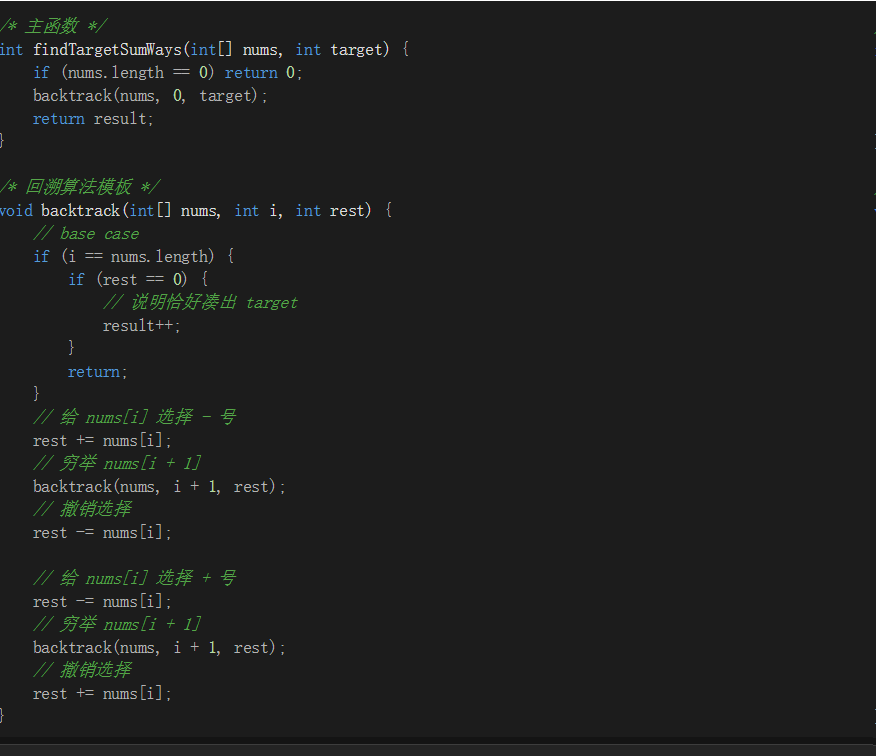 /* 主函数 */
int findTargetSumWays(int[] nums, int target) {
    if (nums.length == 0) return 0;
    backtrack(nums, 0, target);
    return result;
}

/* 回溯算法模板 */
void backtrack(int[] nums, int i, int rest) {
    // base case
    if (i == nums.length) {
        if (rest == 0) {
            // 说明恰好凑出 target
            result++;
        }
        return;
    }
    // 给 nums[i] 选择 - 号
    rest += nums[i];
    // 穷举 nums[i + 1]
    backtrack(nums, i + 1, rest);
    // 撤销选择
    rest -= nums[i];

    // 给 nums[i] 选择 + 号
    rest -= nums[i];
    // 穷举 nums[i + 1]
    backtrack(nums, i + 1, rest);
    // 撤销选择
    rest += nums[i];
}